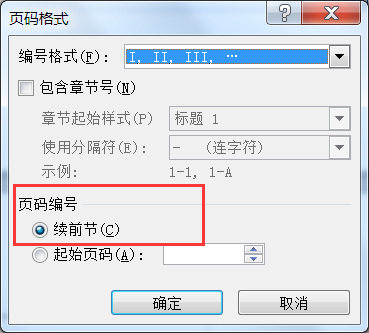 页码格式
编号格式(F): I, II, III, …
包含章节号(N)
章节起始样式(P) 标题 1
使用分隔符(E): - (连字符)
示例: 1-1, 1-A
页码编号
续前节(C)
起始页码(A):
确定 取消